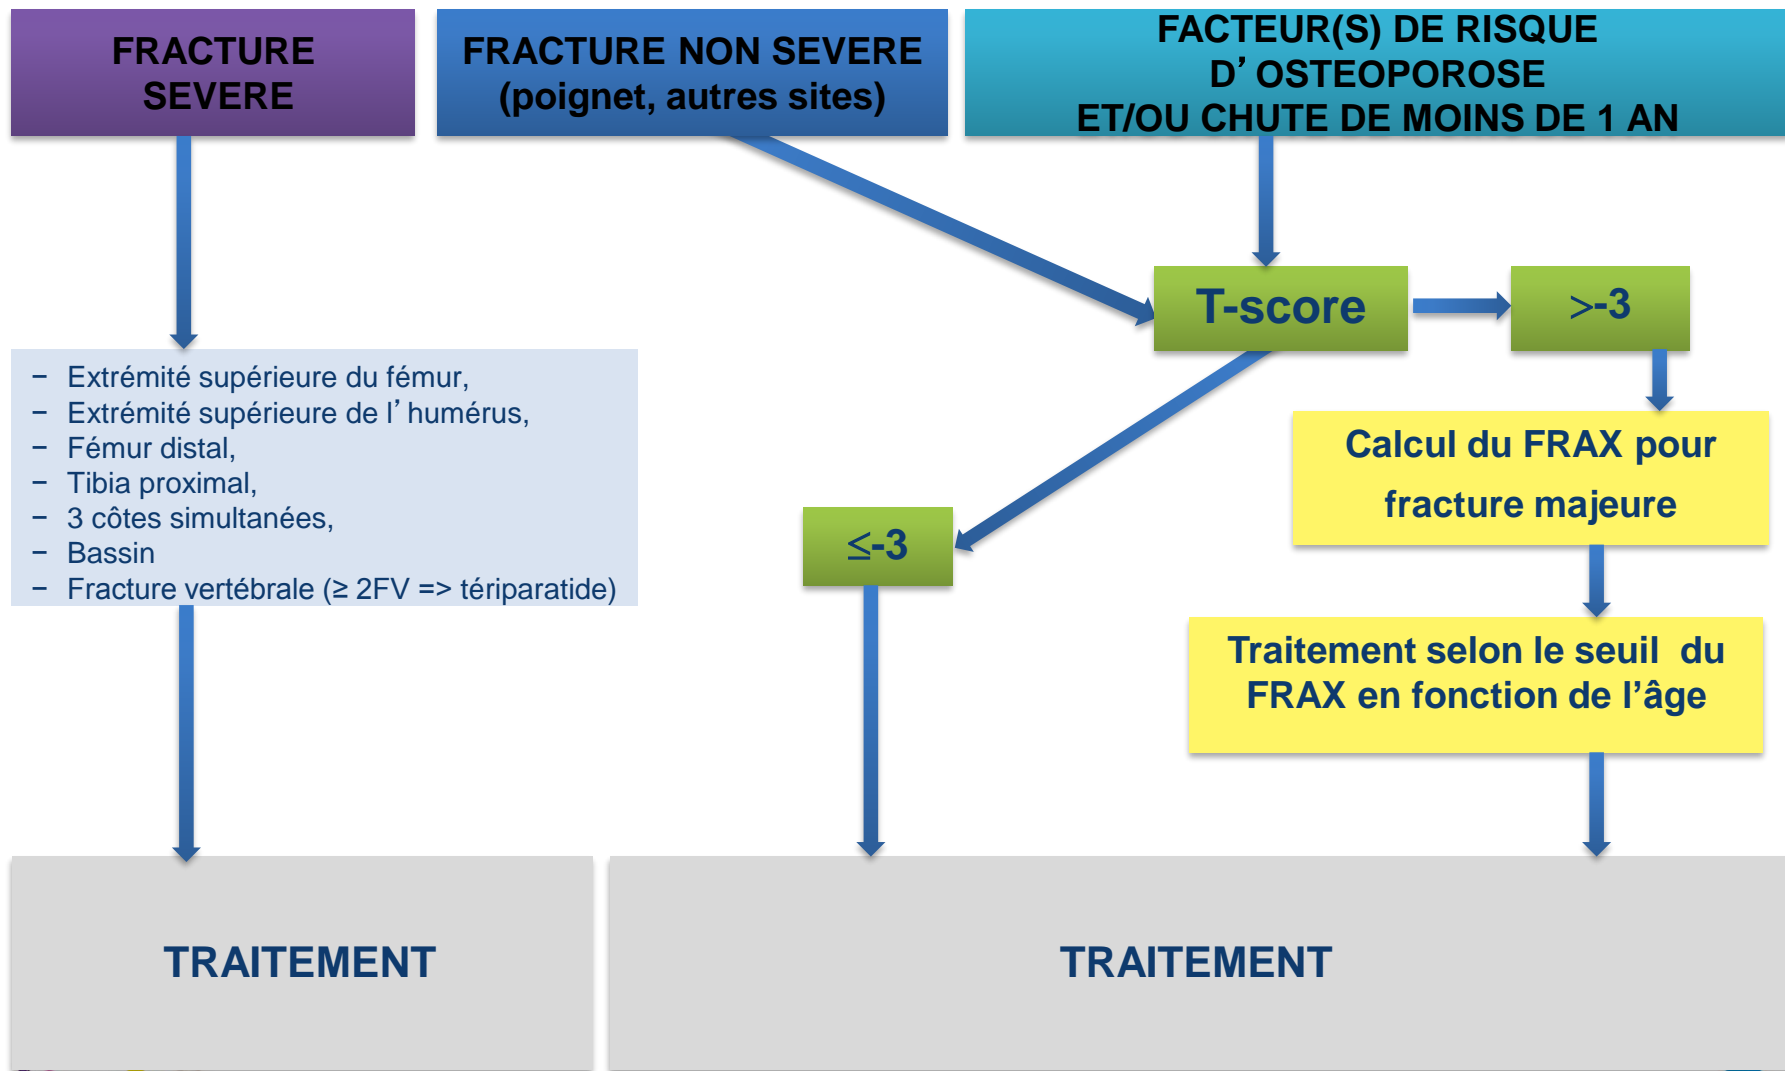 FRACTURE
SEVERE
FRACTURE NON SEVERE
(poignet, autres sites)
FACTEUR(S) DE RISQUE
D’ OSTEOPOROSE
ET/OU CHUTE DE MOINS DE 1 AN
T-score
>-3
− Extrémité supérieure du fémur,
− Extrémité supérieure de l’ humérus,
− Fémur distal,
− Tibia proximal,
− 3 côtes simultanées,
− Bassin
− Fracture vertébrale (≥ 2FV => tériparatide)
≤-3
Calcul du FRAX pour
fracture majeure
Traitement selon le seuil du
FRAX en fonction de l’âge
TRAITEMENT
TRAITEMENT